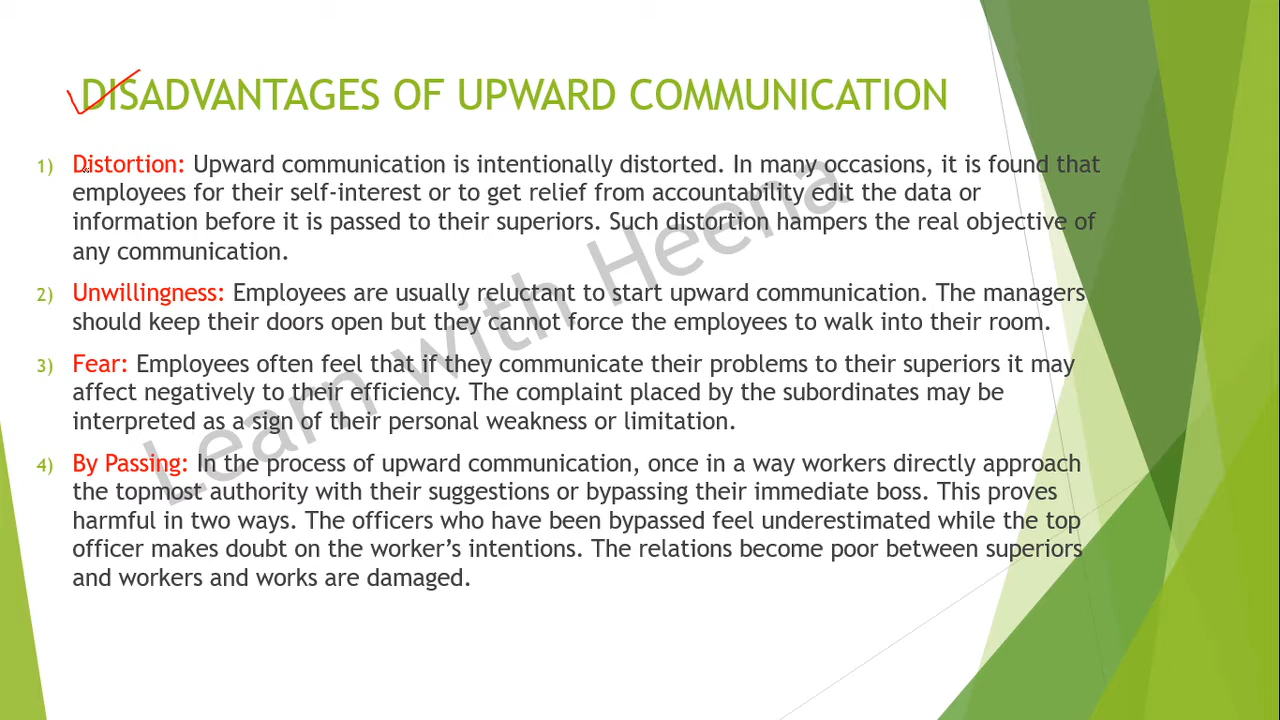 DISADVANTAGES OF UPWARD COMMUNICATION
1) Distortion: Upward communication is intentionally distorted. In many occasions, it is found that
employees for their self-interest or to get relief from accountability edit the data or
information before it is passed to their superiors. Such distortion hampers the real objective of
any communication.
2) Unwillingness: Employees are usually reluctant to start upward communication. The managers
should keep their doors open but they cannot force the employees to walk into their room.
3) Fear: Employees often feel that if they communicate their problems to their superiors it may
affect negatively to their efficiency. The complaint placed by the subordinates may be
interpreted as a sign of their personal weakness or limitation.
4) By Passing: In the process of upward communication, once in a way workers directly approach
the topmost authority with their suggestions or bypassing their immediate boss. This proves
harmful in two ways. The officers who have been bypassed feel underestimated while the top
officer makes doubt on the worker’s intentions. The relations become poor between superiors
and workers and works are damaged.
Learn with Heena